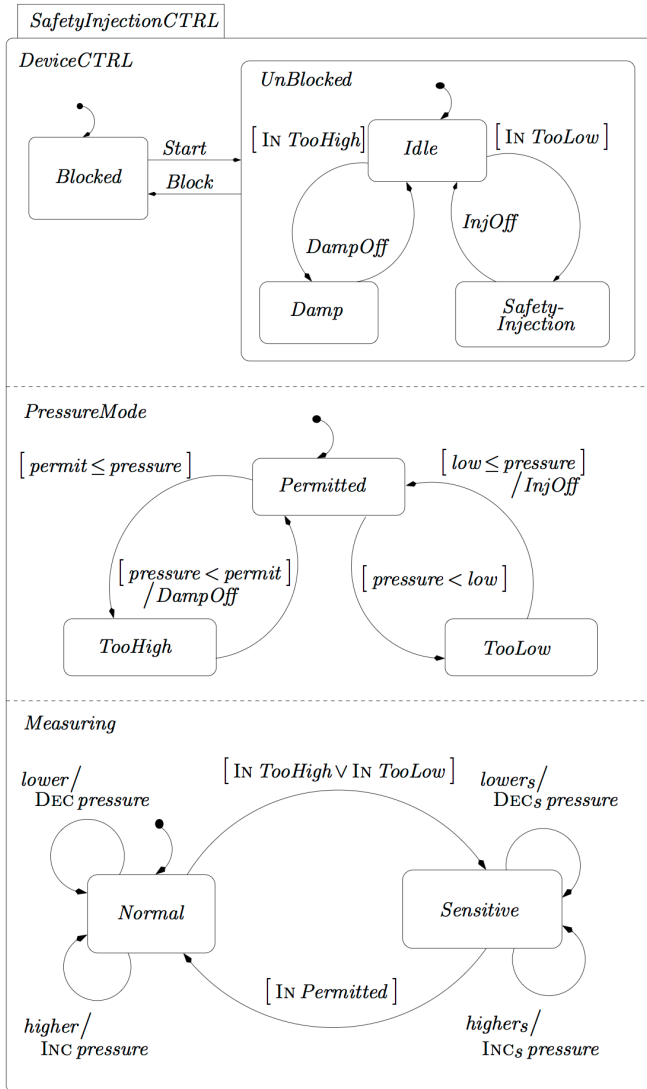 SafetyInjectionCTRL
DeviceCTRL
UnBlocked
[ IN TooHigh]
Idle
[ IN TooLow ]
Start
Blocked
Block
InjOff
DampOff
Damp
Safety-
Injection
PressureMode
[ permit ≤ pressure ]
[ low ≤ pressure ]
/ InjOff
Permitted
[ pressure < permit ]
/ DampOff
[ pressure < low ]
TooHigh
TooLow
Measuring
[ IN TooHigh ∨ IN TooLow ]
lower/
DEC pressure
lowerₛ/
DECₛ pressure
Normal
Sensitive
[ IN Permitted ]
higher/
INC pressure
higherₛ/
INCₛ pressure